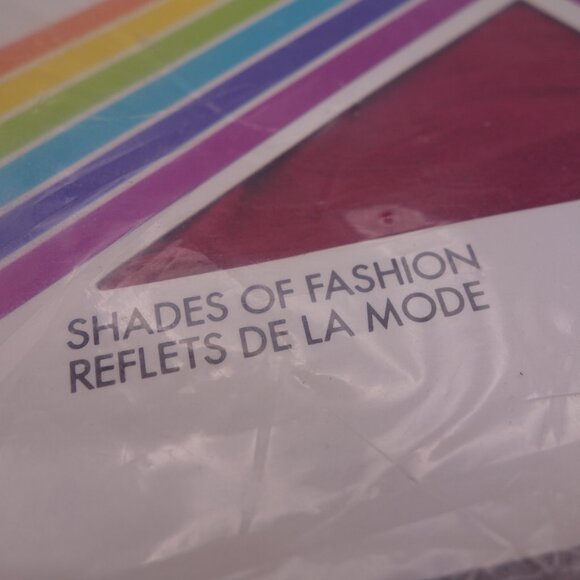 SHADES OF FASHION
REFLETS DE LA MODE